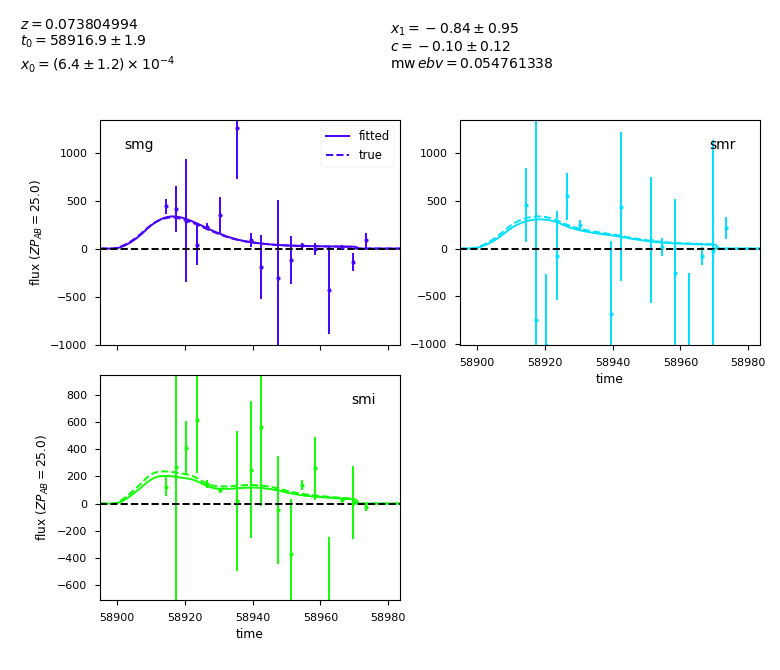 z = 0.073804994
t₀ = 58916.9 ± 1.9
x₀ = (6.4 ± 1.2) × 10⁻⁴
x₁ = −0.84 ± 0.95
c = −0.10 ± 0.12
mw ebv = 0.054761338
smg
fitted
true
1000
500
0
−500
−1000
flux (ZP_AB = 25.0)
smr
1000
500
0
−500
−1000
58900 58920 58940 58960 58980
time
smi
800
600
400
200
0
−200
−400
−600
flux (ZP_AB = 25.0)
58900 58920 58940 58960 58980
time